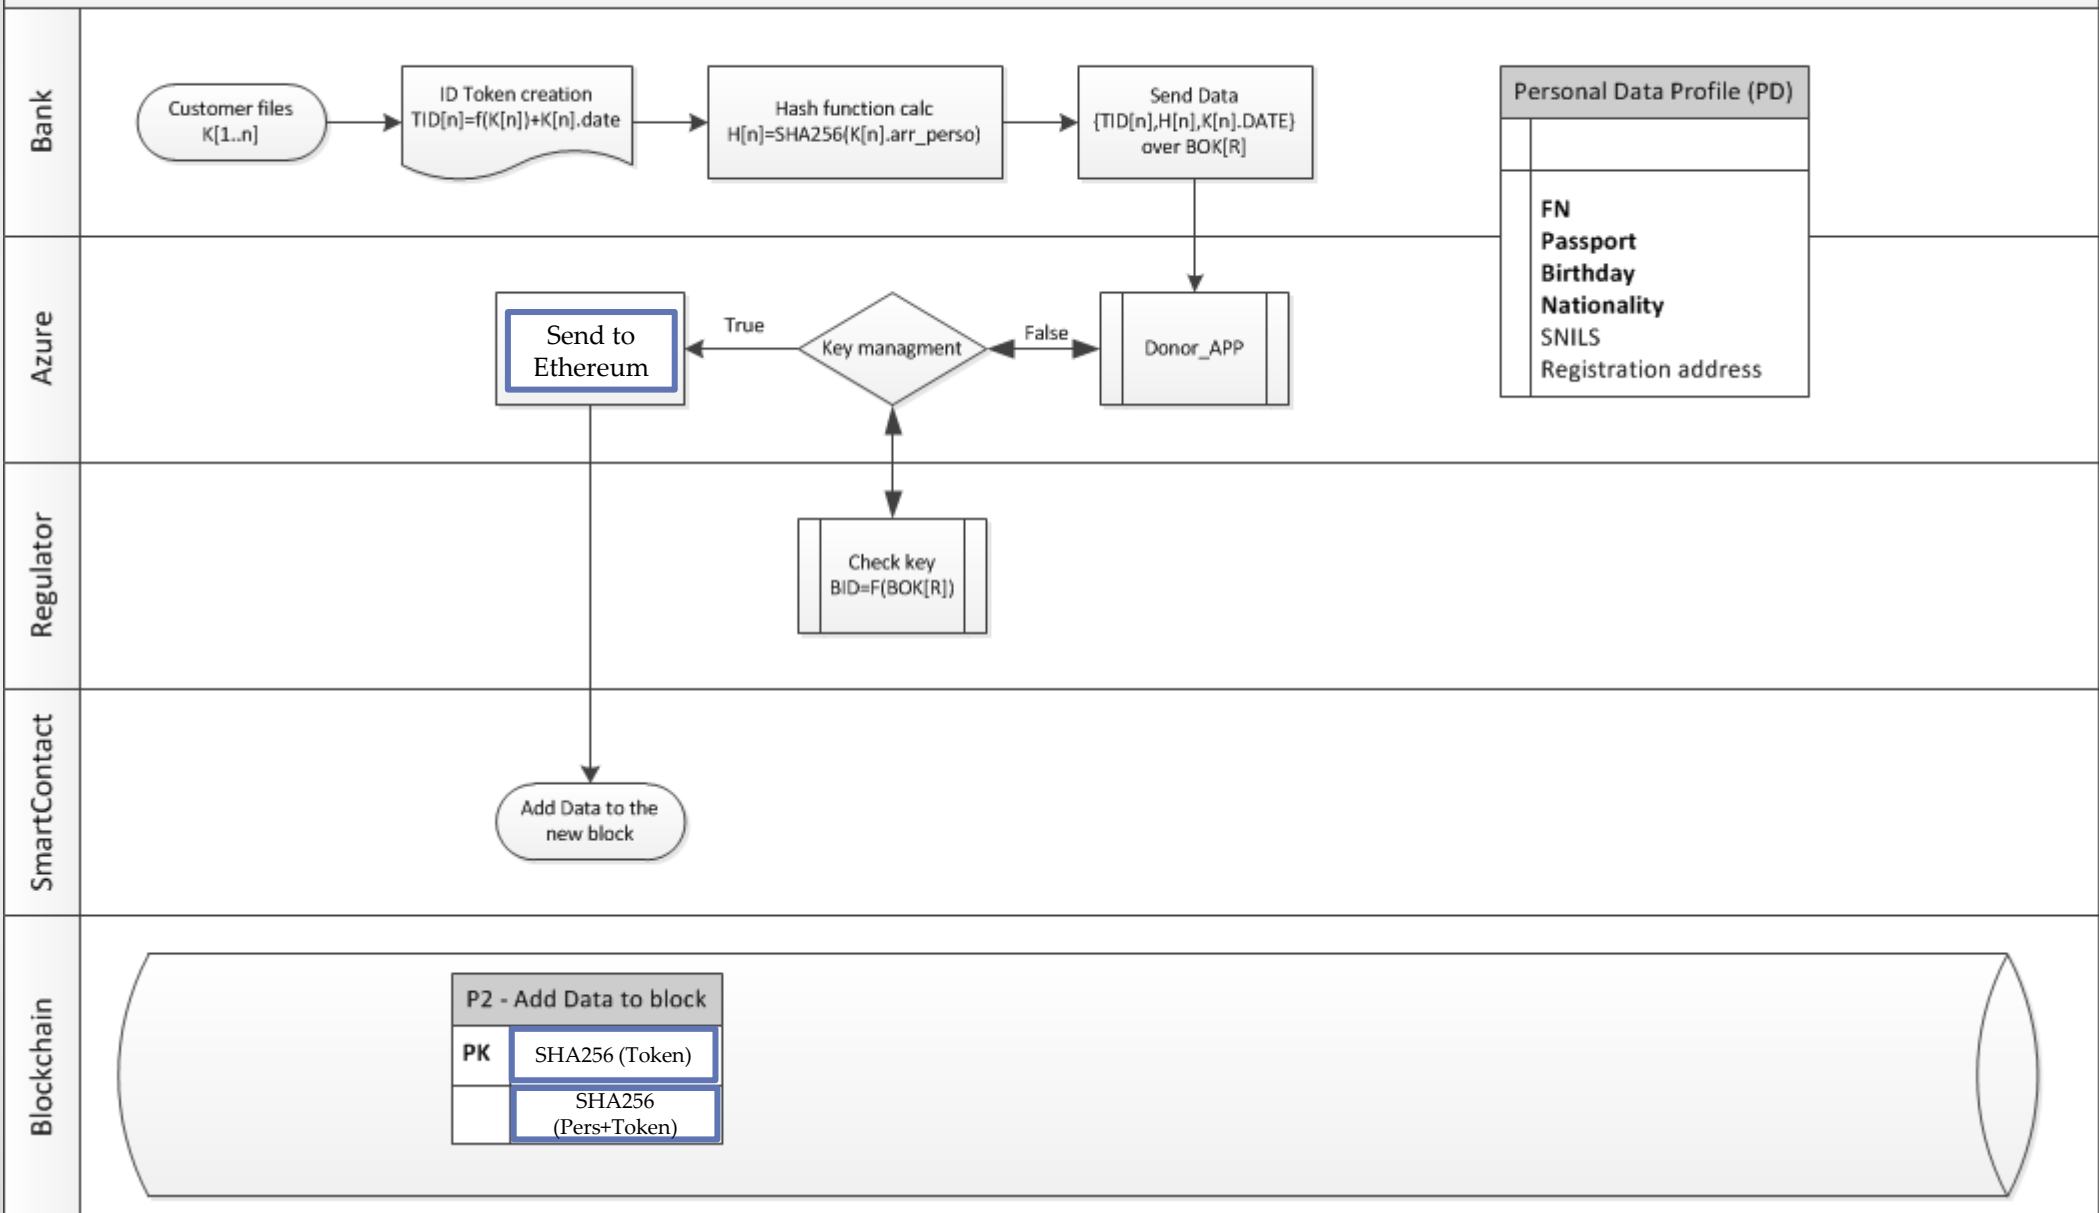 Bank
Customer files
K[1..n]
ID Token creation
TID[n]=f(K[n])+K[n].date
Hash function calc
H[n]=SHA256(K[n].arr_perso)
Send Data
{TID[n],H[n],K[n].DATE}
over BOK[R]
Personal Data Profile (PD)
FN
Passport
Birthday
Nationality
SNILS
Registration address
Azure
Send to
Ethereum
True
Key managment
False
Donor_APP
Regulator
Check key
BID=F(BOK[R])
SmartContact
Add Data to the
new block
Blockchain
P2 - Add Data to block
PK
SHA256 (Token)
SHA256
(Pers+Token)